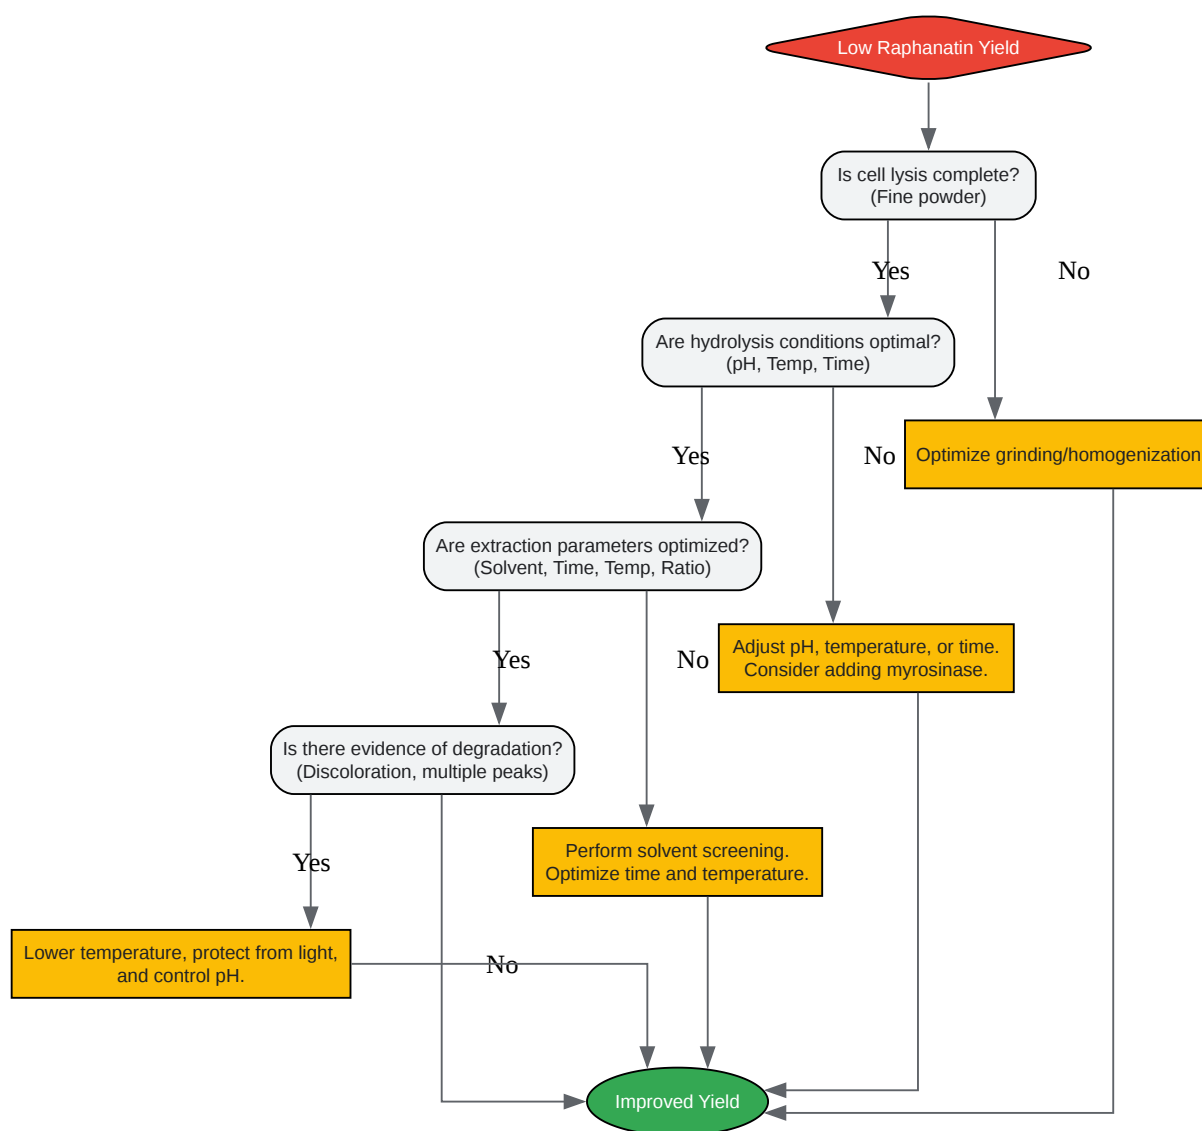 Low Raphanatin Yield
Is cell lysis complete?
(Fine powder)
Yes
No
Are hydrolysis conditions optimal?
(pH, Temp, Time)
Yes
No
Optimize grinding/homogenization
Are extraction parameters optimized?
(Solvent, Time, Temp, Ratio)
Yes
No
Adjust pH, temperature, or time.
Consider adding myrosinase.
Is there evidence of degradation?
(Discoloration, multiple peaks)
Yes
Perform solvent screening.
Optimize time and temperature.
Lower temperature, protect from light,
and control pH.
No
Improved Yield